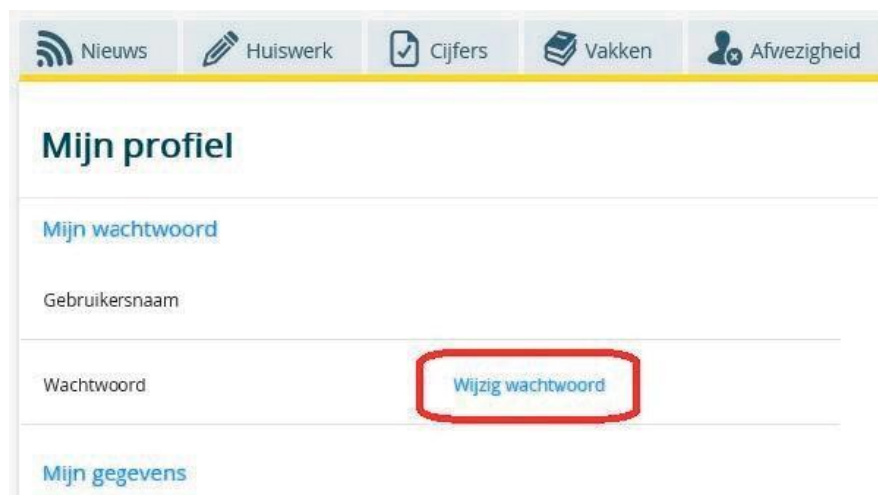 Nieuws Huiswerk Cijfers Vakken Afwezigheid
Mijn profiel
Mijn wachtwoord
Gebruikersnaam
Wachtwoord Wijzig wachtwoord
Mijn gegevens